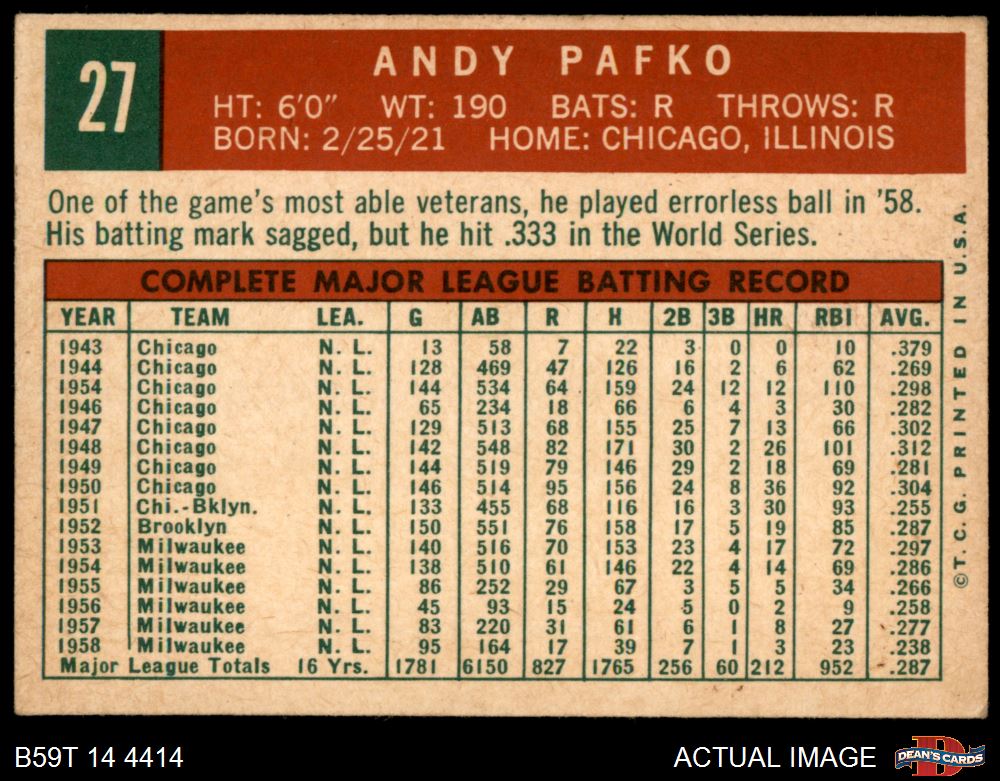 27
ANDY PAFKO
HT: 6'0" WT: 190 BATS: R THROWS: R
BORN: 2/25/21 HOME: CHICAGO, ILLINOIS
One of the game's most able veterans, he played errorless ball in '58.
His batting mark sagged, but he hit .333 in the World Series.
COMPLETE MAJOR LEAGUE BATTING RECORD
YEAR TEAM LEA. G AB R H 2B 3B HR RBI AVG.
1943 Chicago N. L. 13 58 7 22 3 0 0 10 .379
1944 Chicago N. L. 128 469 47 126 16 2 6 62 .269
1954 Chicago N. L. 144 534 64 159 24 12 12 110 .298
1946 Chicago N. L. 65 234 18 66 6 4 3 30 .282
1947 Chicago N. L. 129 513 68 155 25 7 13 66 .302
1948 Chicago N. L. 142 548 82 171 30 2 26 101 .312
1949 Chicago N. L. 144 519 79 146 29 2 18 69 .281
1950 Chicago N. L. 146 514 95 156 24 8 36 92 .304
1951 Chi.-Bklyn. N. L. 133 455 68 116 16 3 30 93 .255
1952 Brooklyn N. L. 150 551 76 158 17 5 19 85 .287
1953 Milwaukee N. L. 140 516 70 153 23 4 17 72 .297
1954 Milwaukee N. L. 138 510 61 146 22 4 14 69 .286
1955 Milwaukee N. L. 86 252 29 67 3 5 5 34 .266
1956 Milwaukee N. L. 45 93 15 24 5 0 2 9 .258
1957 Milwaukee N. L. 83 220 31 61 6 1 8 27 .277
1958 Milwaukee N. L. 95 164 17 39 7 1 3 23 .238
Major League Totals 16 Yrs. 1781 6150 827 1765 256 60 212 952 .287
©T. C. G. PRINTED IN U.S.A.
B59T 14 4414
ACTUAL IMAGE
DEAN'S CARDS